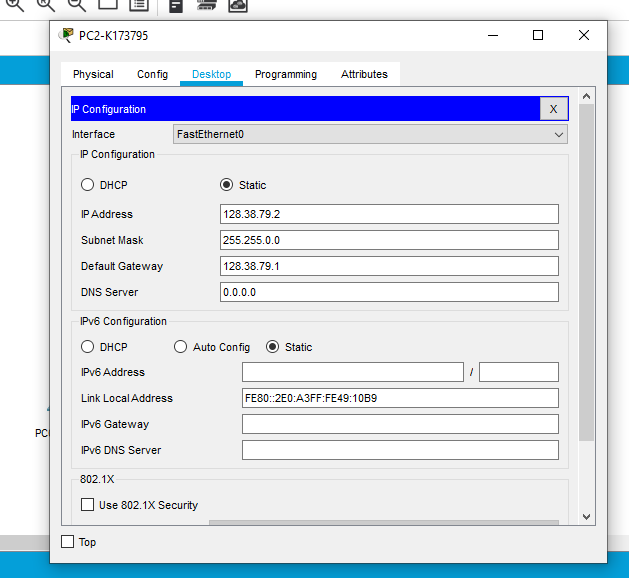 PC2-K173795
Physical Config Desktop Programming Attributes
IP Configuration X
Interface FastEthernet0
IP Configuration
DHCP Static
IP Address 128.38.79.2
Subnet Mask 255.255.0.0
Default Gateway 128.38.79.1
DNS Server 0.0.0.0
IPv6 Configuration
DHCP Auto Config Static
IPv6 Address /
Link Local Address FE80::2E0:A3FF:FE49:10B9
IPv6 Gateway
IPv6 DNS Server
802.1X
Use 802.1X Security
Top